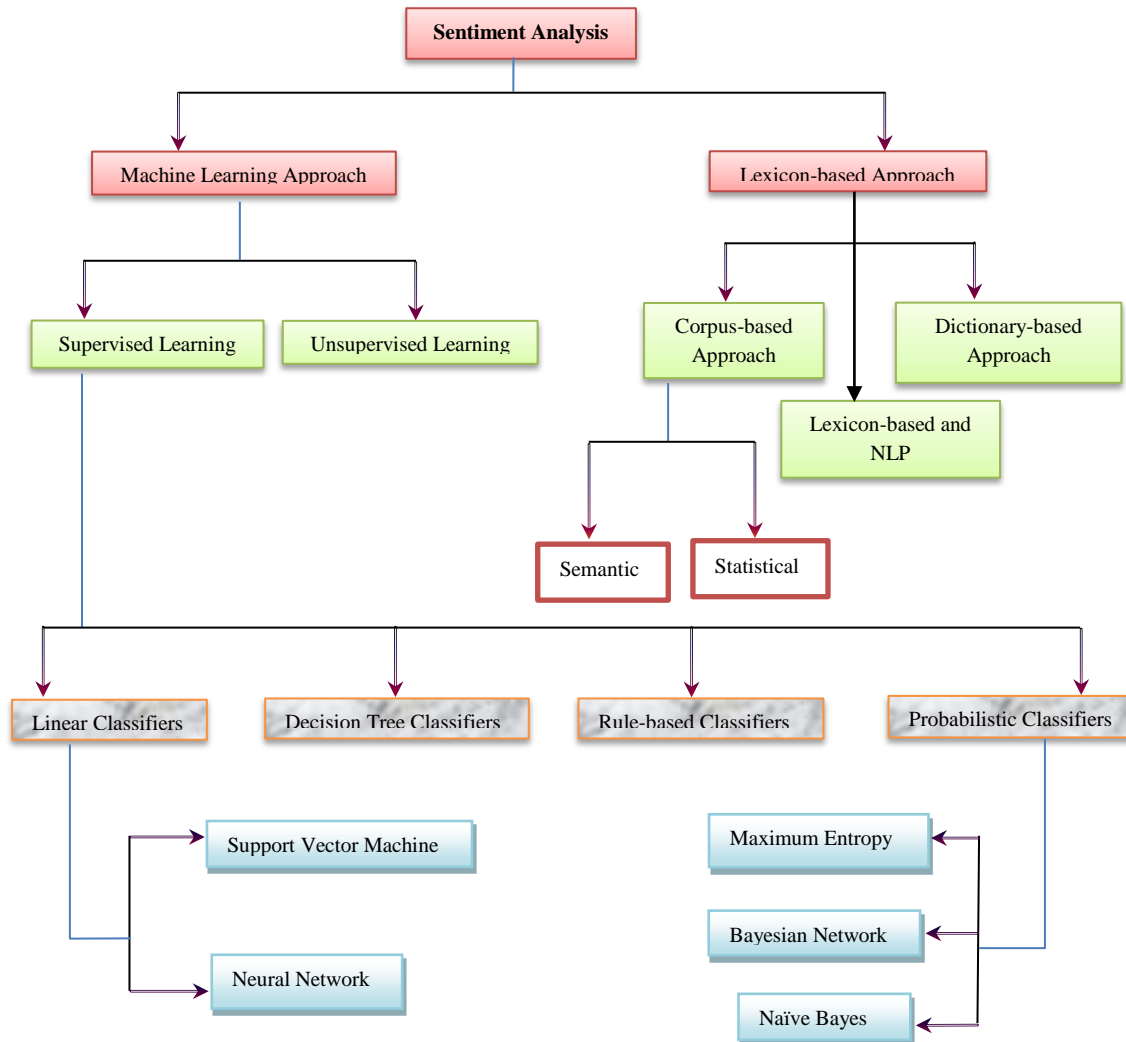 Sentiment Analysis
Machine Learning Approach
Lexicon-based Approach
Supervised Learning
Unsupervised Learning
Corpus-based
Approach
Dictionary-based
Approach
Lexicon-based and
NLP
Semantic
Statistical
Linear Classifiers
Decision Tree Classifiers
Rule-based Classifiers
Probabilistic Classifiers
Support Vector Machine
Neural Network
Maximum Entropy
Bayesian Network
Naïve Bayes